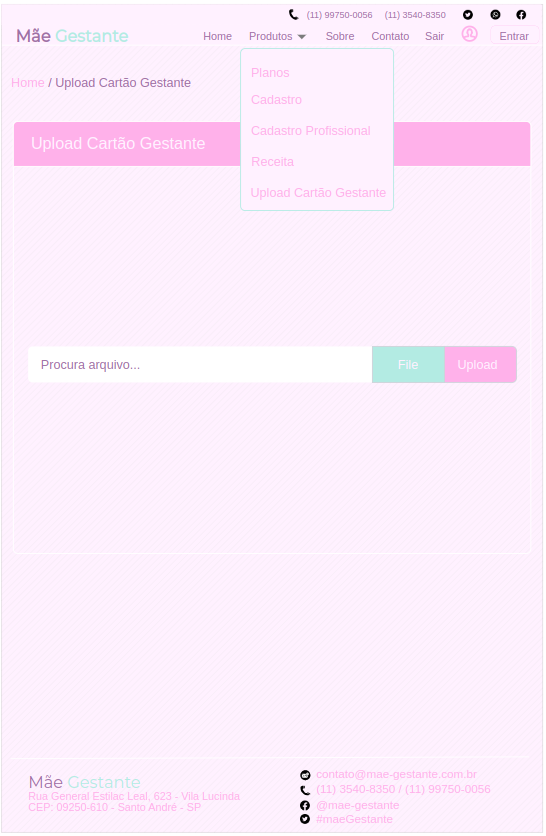 (11) 99750-0056 (11) 3540-8350
Mãe Gestante
Home Produtos Sobre Contato Sair Entrar
Planos
Cadastro
Cadastro Profissional
Receita
Upload Cartão Gestante
Home / Upload Cartão Gestante
Upload Cartão Gestante
Procura arquivo... File Upload
Mãe Gestante
Rua General Estilac Leal, 623 - Vila Lucinda
CEP: 09250-610 - Santo André - SP
contato@mae-gestante.com.br
(11) 3540-8350 / (11) 99750-0056
@mae-gestante
#maeGestante